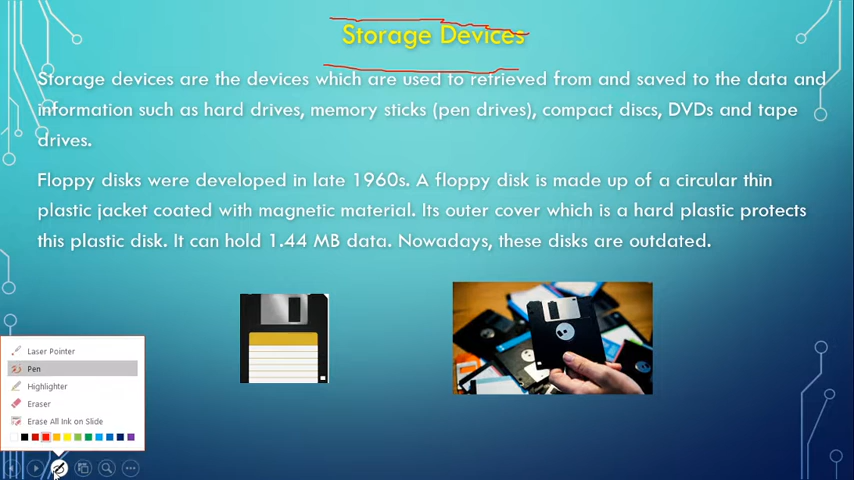 Storage Devices
Storage devices are the devices which are used to retrieved from and saved to the data and
information such as hard drives, memory sticks (pen drives), compact discs, DVDs and tape
drives.
Floppy disks were developed in late 1960s. A floppy disk is made up of a circular thin
plastic jacket coated with magnetic material. Its outer cover which is a hard plastic protects
this plastic disk. It can hold 1.44 MB data. Nowadays, these disks are outdated.
Laser Pointer
Pen
Highlighter
Eraser
Erase All Ink on Slide